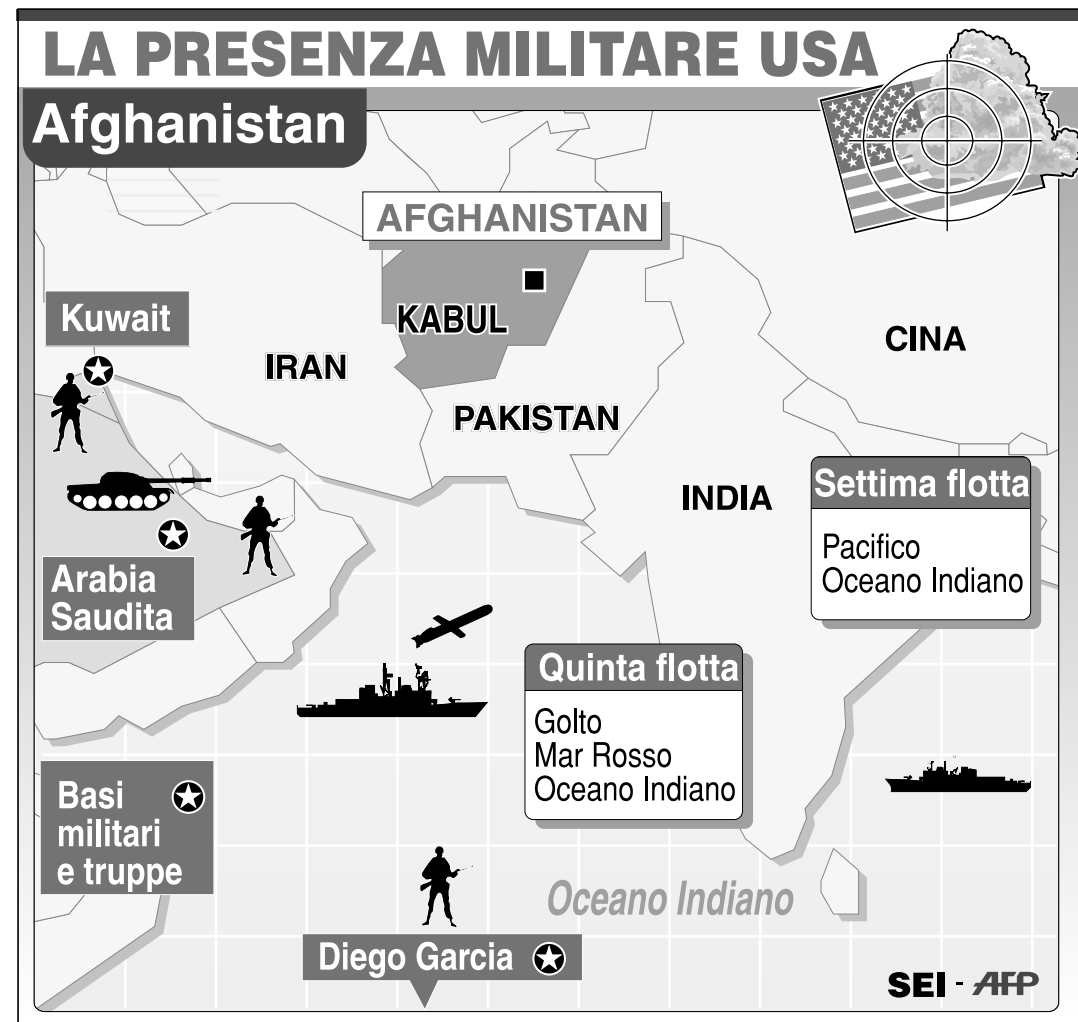 LA PRESENZA MILITARE USA
Afghanistan
AFGHANISTAN
KABUL
Kuwait
IRAN
CINA
PAKISTAN
INDIA
Settima flotta
Pacifico
Oceano Indiano
Arabia
Saudita
Quinta flotta
Golto
Mar Rosso
Oceano Indiano
Basi
militari
e truppe
Oceano Indiano
Diego Garcia
SEI - AFP